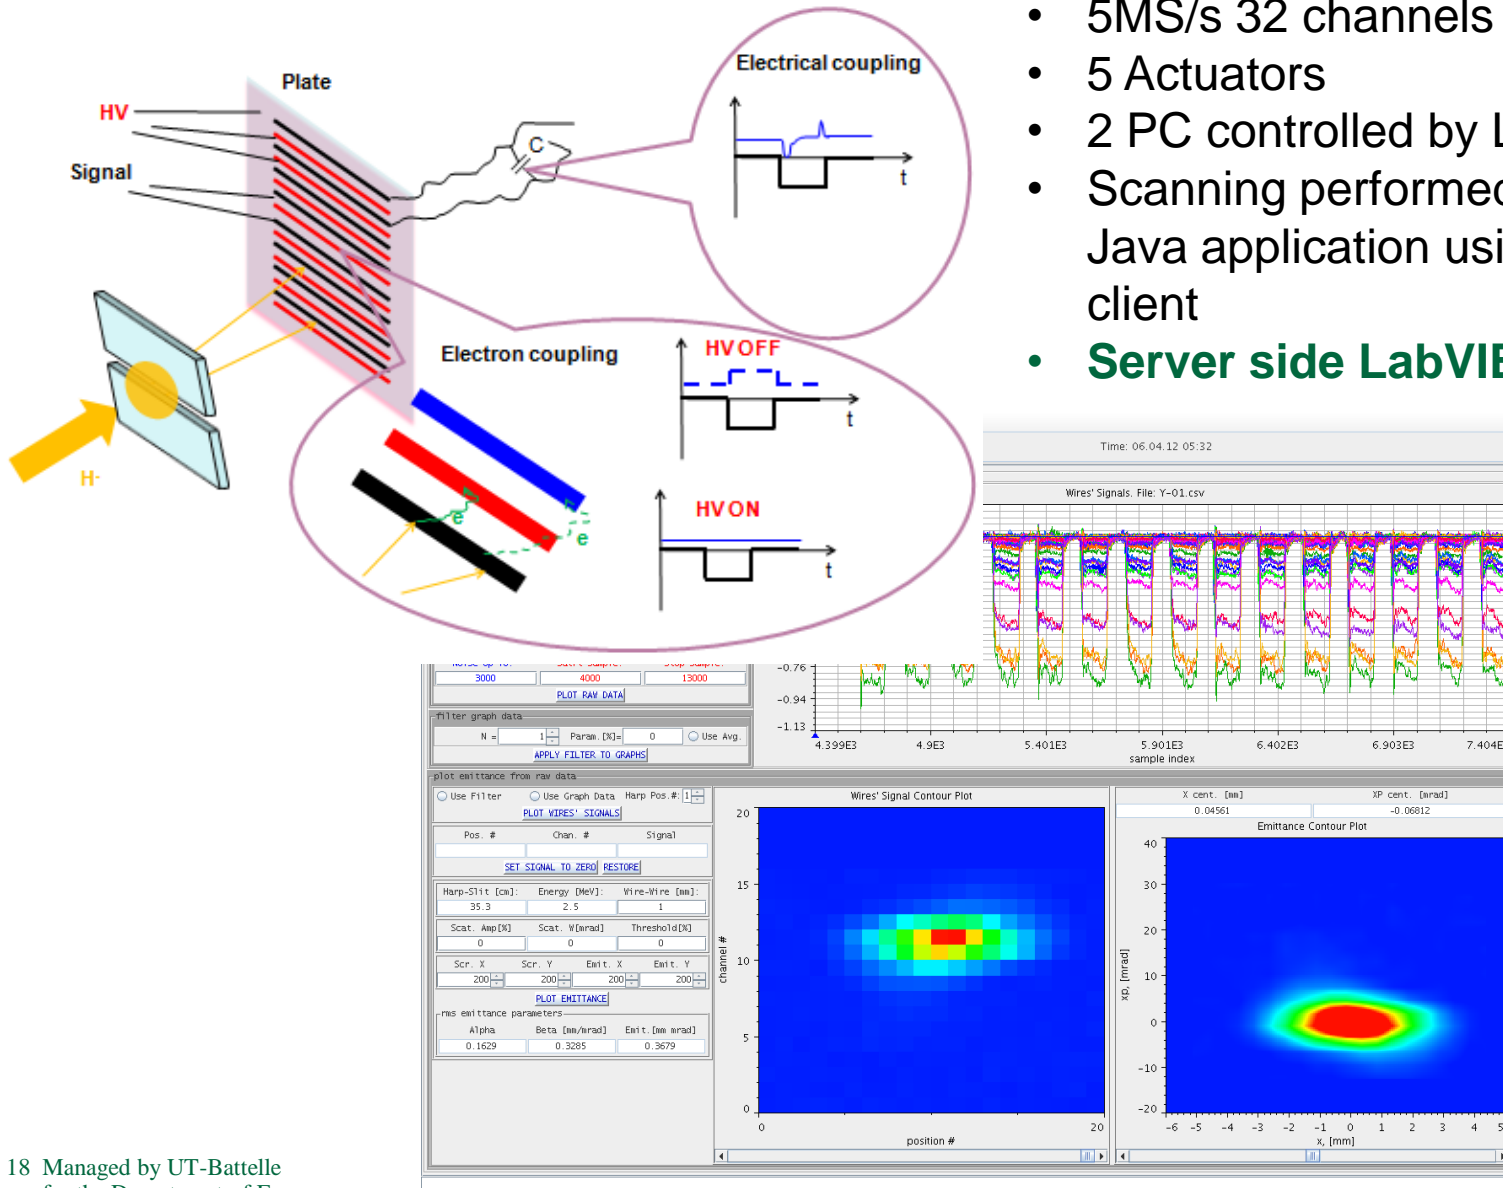 • 5MS/s 32 channels
• 5 Actuators
• 2 PC controlled by
• Scanning performed
Java application
client
• Server side
Plate
HV
Signal
H-
C
Electrical coupling
t
Electron coupling
HV OFF
t
HV ON
t
e
e
Time: 06.04.12 05:32
Wires' Signals. File: Y-01.csv
3000 4000 13000
PLOT RAW DATA
-0.76
-0.94
-1.13
4.399E3 4.9E3 5.401E3 5.901E3 6.402E3 6.903E3 7.404E
sample index
filter graph data
N = 1 Param.[%]= 0 Use Avg.
APPLY FILTER TO GRAPHS
plot emittance from raw data
Use Filter Use Graph Data Harp Pos.#: 1
PLOT WIRES' SIGNALS
Pos. # Chan. # Signal
SET SIGNAL TO ZERO RESTORE
Harp-Slit [cm]: Energy [MeV]: Wire-Wire [mm]:
35.3 2.5 1
Scat. Amp[%] Scat. W[mrad] Threshold[%]
0 0 0
Scr. X Scr. Y Emit. X Emit. Y
200 200 200 200
PLOT EMITTANCE
rms emittance parameters
Alpha Beta [mm/mrad] Emit.[mm mrad]
0.1629 0.3285 0.3679
Wires' Signal Contour Plot
channel #
20
15
10
5
0
0 20
position #
X cent. [mm] XP cent. [mrad]
0.04561 -0.06812
Emittance Contour Plot
xp, [mrad]
40
30
20
10
0
-10
-20
-6 -5 -4 -3 -2 -1 0 1 2 3 4 5
x, [mm]
18 Managed by UT-Battelle